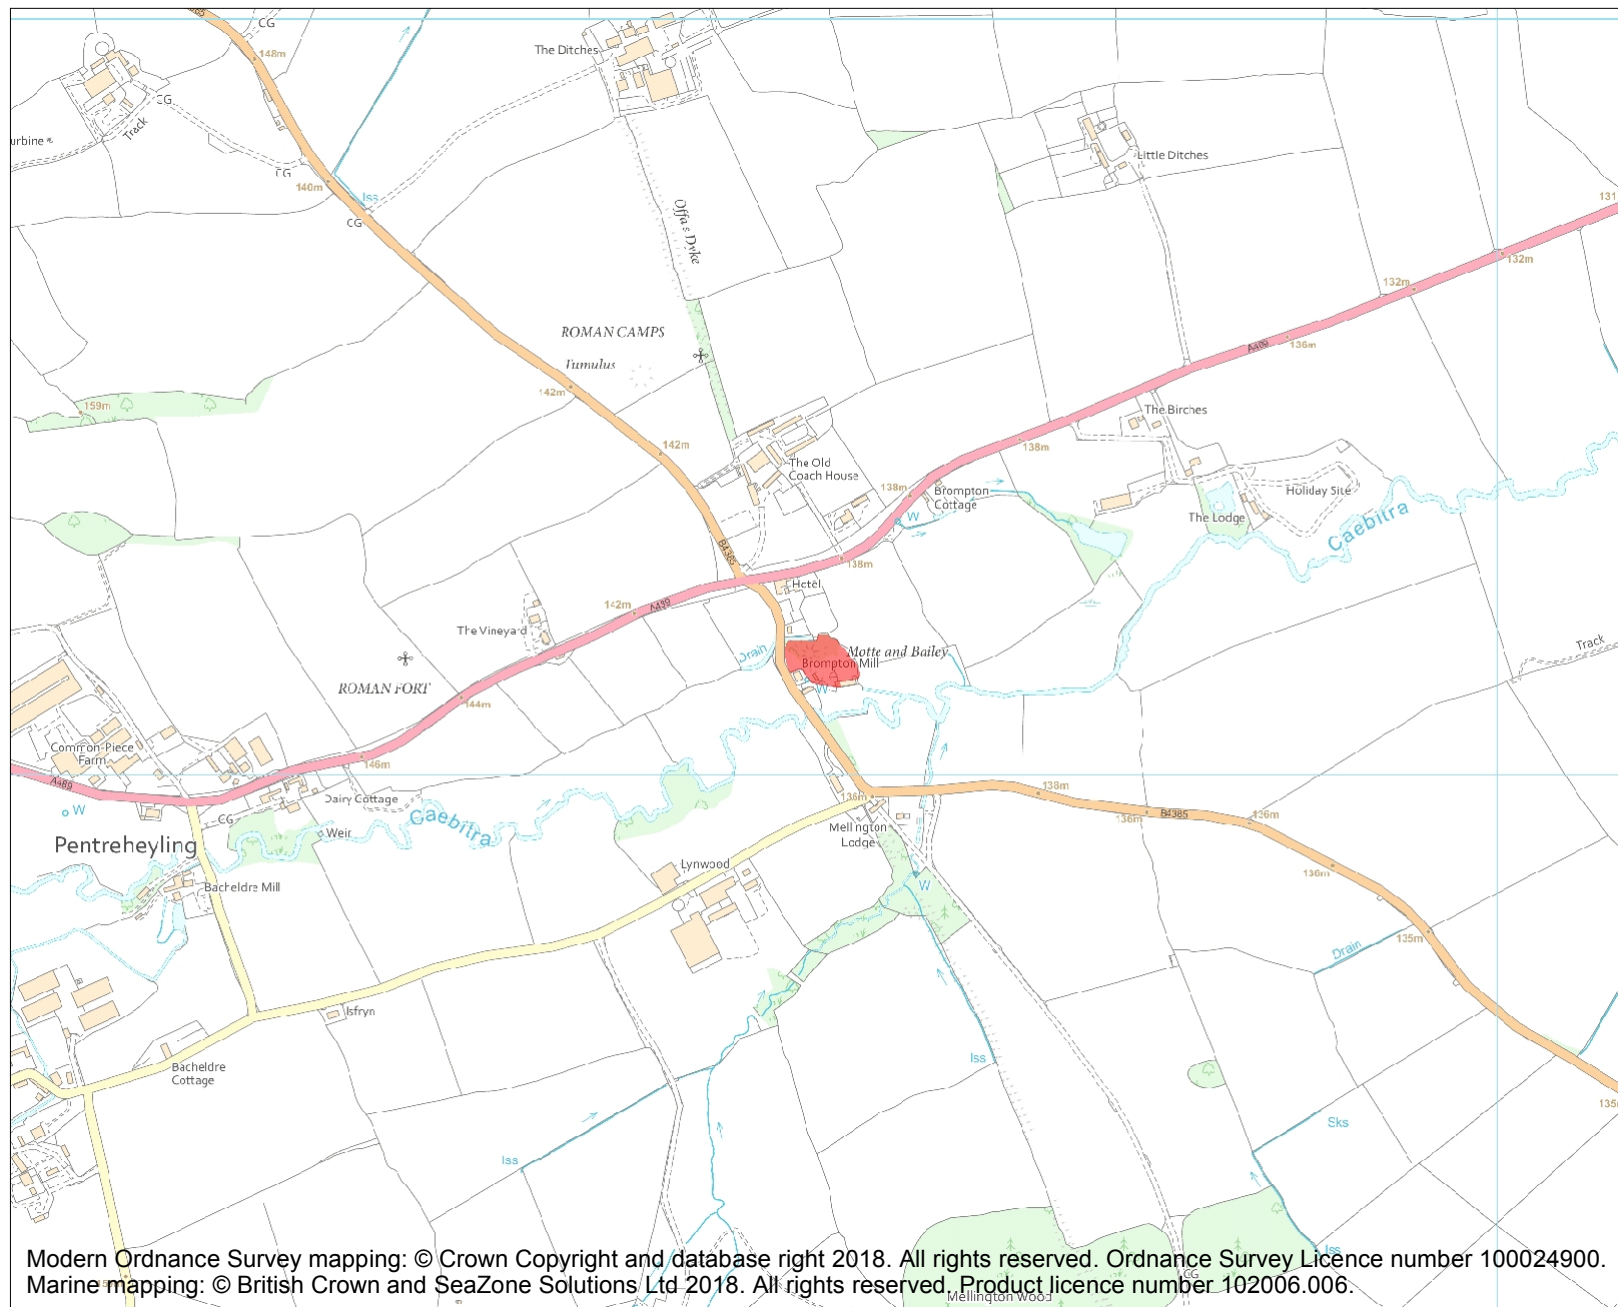 CG
148m
The Ditches
CG
Track
urbine
Little Ditches
CG
140m
Iss
CG
131
Offa's Dyke
132m
132m
ROMAN CAMPS
Tumulus
136m
142m
159m
The Birches
142m
138m
The Old
Coach House
138m
Brompton
Cottage
Holiday Site
W
The Lodge
Caebitra
B4385
138m
Hotel
142m
A489
The Vineyard
Drain
Motte and Bailey
Brompton Mill
W
Track
ROMAN FORT
144m
Common-Piece
Farm
146m
A489
Dairy Cottage
138m
136m
W
CG
Caebitra
136m
B4385
136m
Weir
Mellington
Lodge
Pentreheyling
Lynwood
136m
Bacheldre Mill
W
135m
Drain
Isfryn
Bacheldre
Cottage
Iss
135
Sks
Iss
Iss
CG
Mellington Wood
Modern Ordnance Survey mapping: © Crown Copyright and database right 2018. All rights reserved. Ordnance Survey Licence number 100024900.
Marine mapping: © British Crown and SeaZone Solutions Ltd 2018. All rights reserved. Product licence number 102006.006.